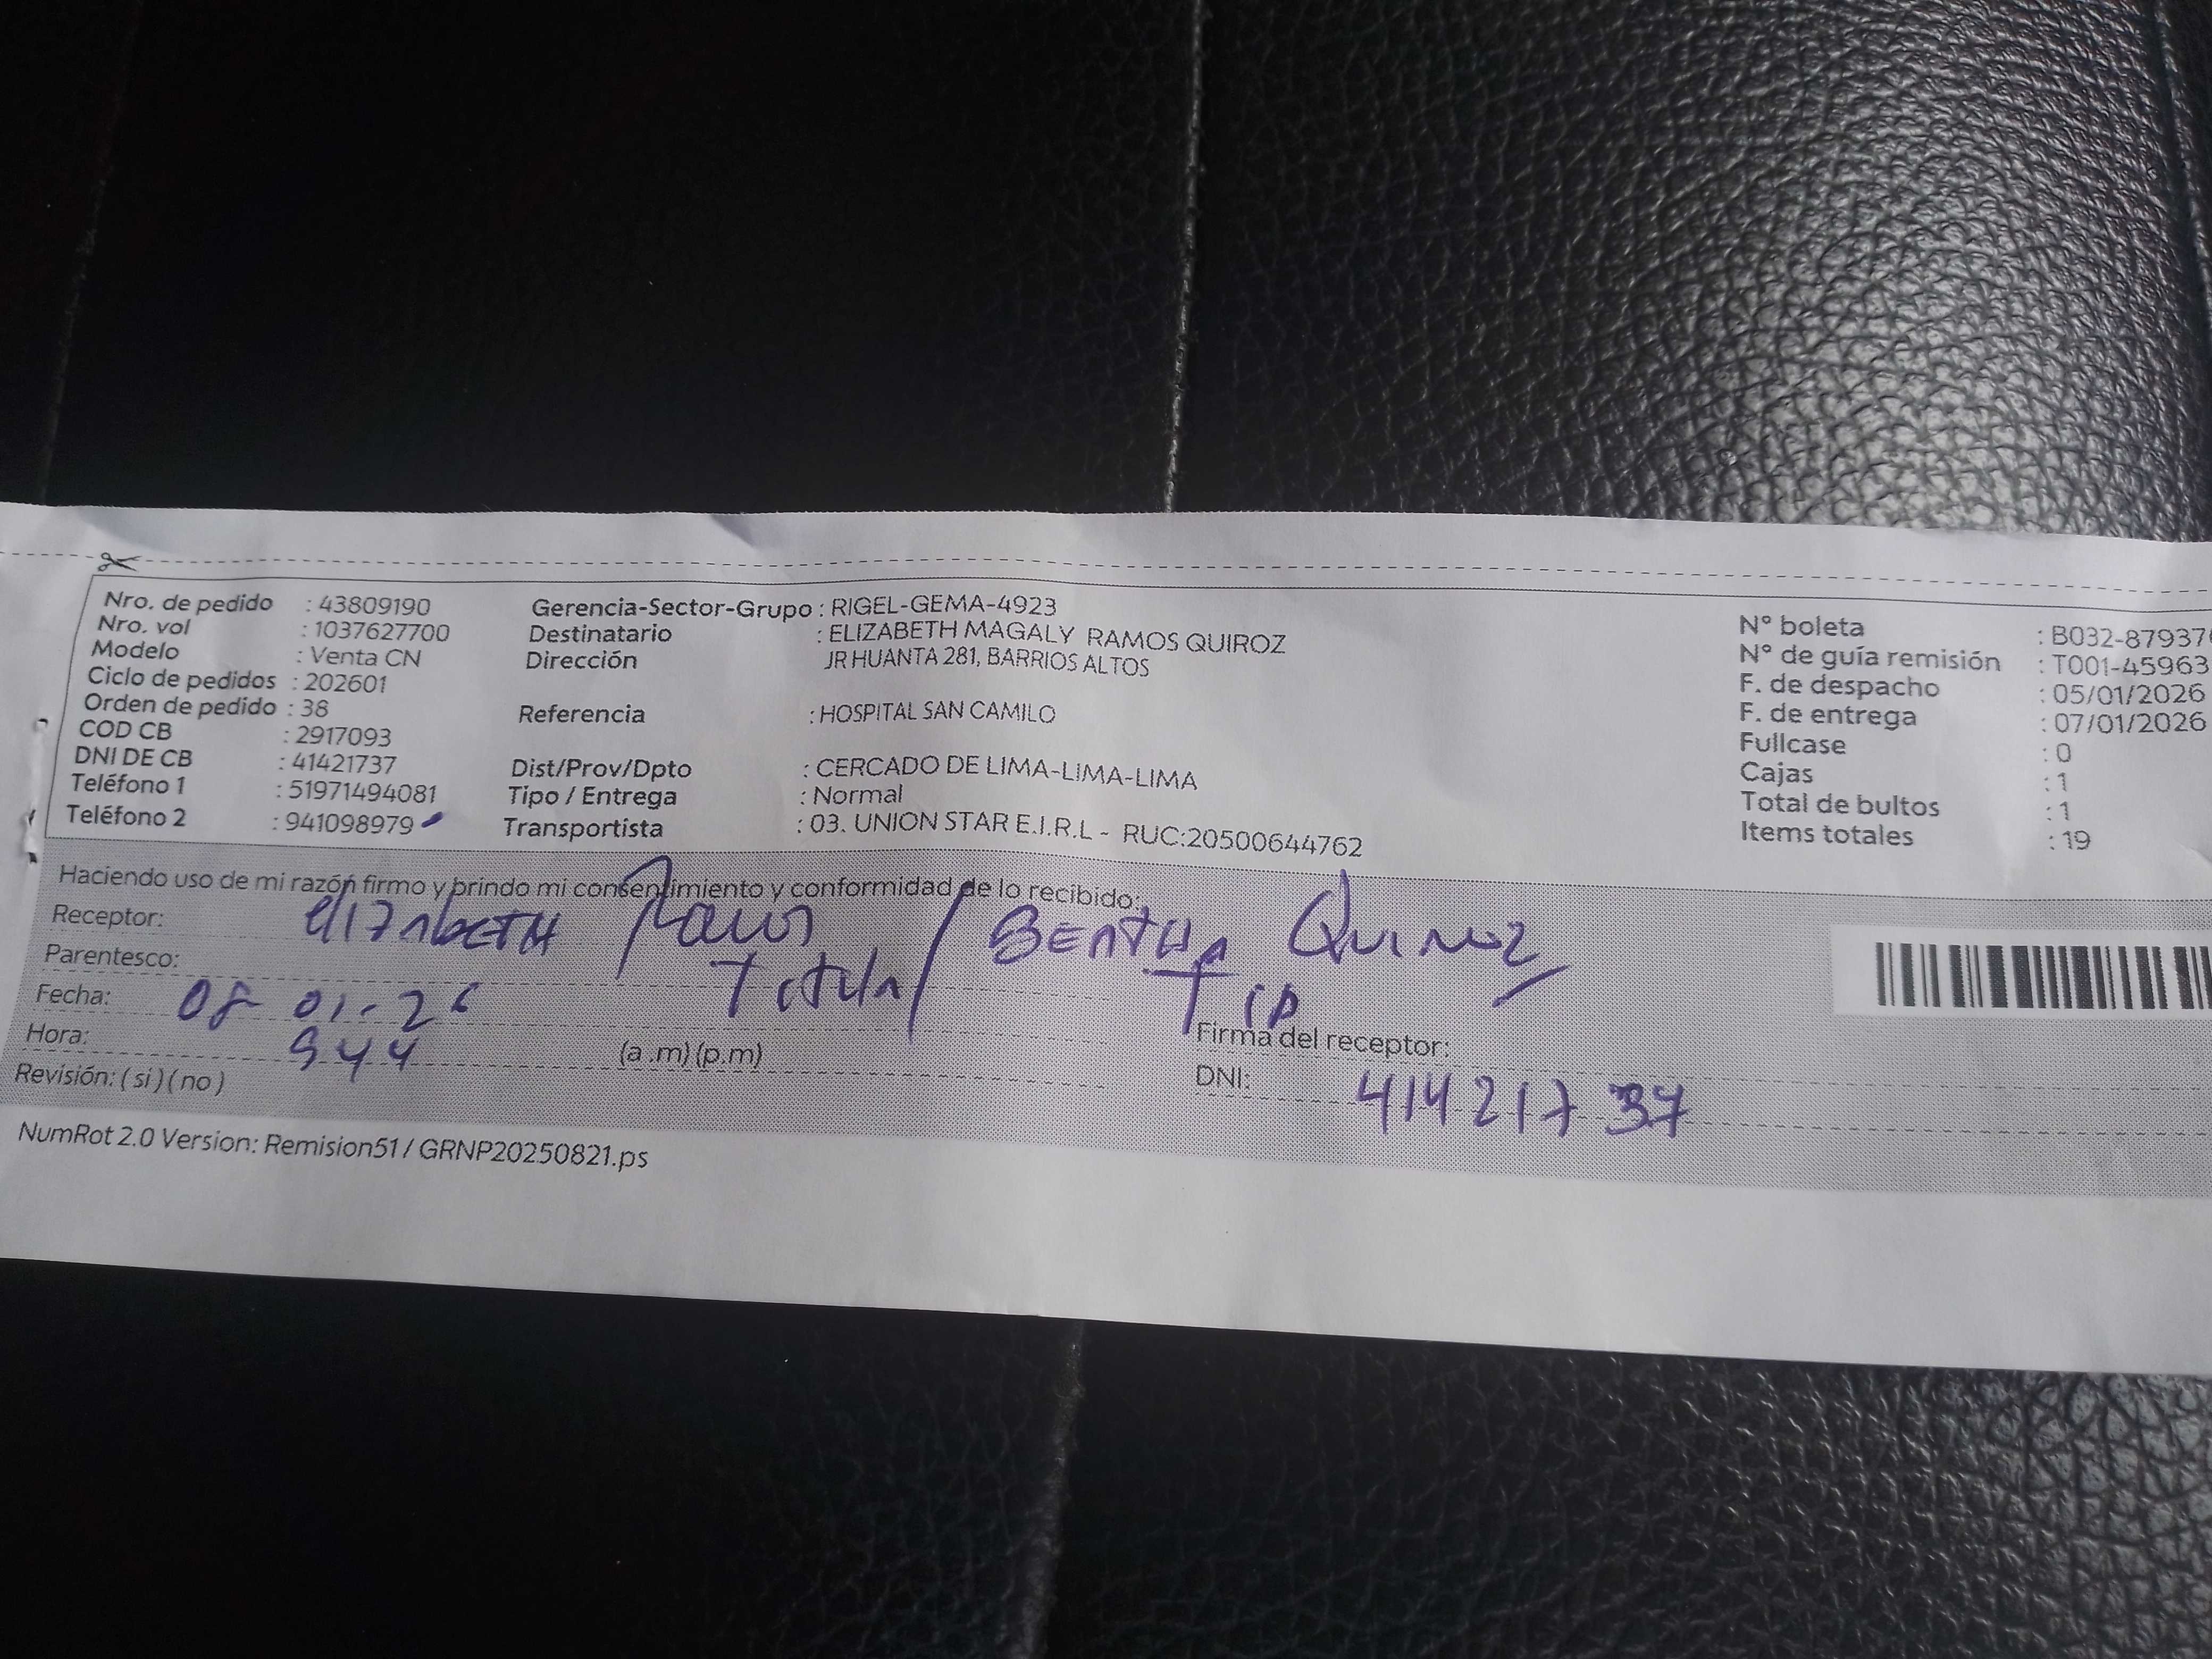 Nro. de pedido : 43809190 Gerencia-Sector-Grupo : RIGEL-GEMA-4923 N° boleta : B032-87937
Nro. vol : 1037627700 Destinatario : ELIZABETH MAGALY RAMOS QUIROZ N° de guía remisión : T001-45963
Modelo : Venta CN Dirección JR HUANTA 281, BARRIOS ALTOS F. de despacho : 05/01/2026
Ciclo de pedidos : 202601 F. de entrega : 07/01/2026
Orden de pedido : 38 Referencia : HOSPITAL SAN CAMILO Fullcase : 0
COD CB : 2917093 Cajas : 1
DNI DE CB : 41421737 Dist/Prov/Dpto : CERCADO DE LIMA-LIMA-LIMA Total de bultos : 1
Teléfono 1 : 51971494081 Tipo / Entrega : Normal Items totales : 19
Teléfono 2 : 941098979 Transportista : 03. UNION STAR E.I.R.L - RUC:20500644762
Haciendo uso de mi razón firmo y brindo mi consentimiento y conformidad de lo recibido:
Receptor: elizabETH Ramos / BERTHA QUIROZ
Parentesco: Titular / Tia
Fecha: 08 01-26
Hora: 944 (a .m) (p.m) Firma del receptor:
Revisión: ( si ) ( no ) DNI: 41421737
NumRot 2.0 Version: Remision51 / GRNP20250821.ps